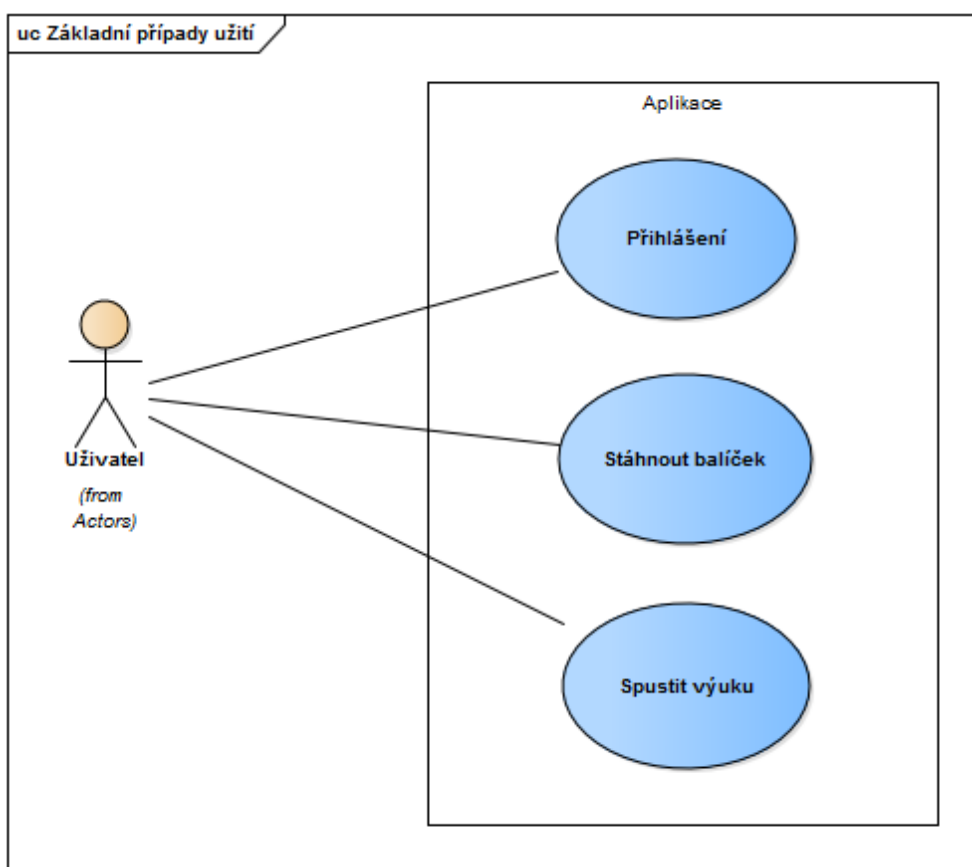 uc Základní případy užití
Aplikace
Přihlášení
Uživatel
(from
Actors)
Stáhnout balíček
Spustit výuku